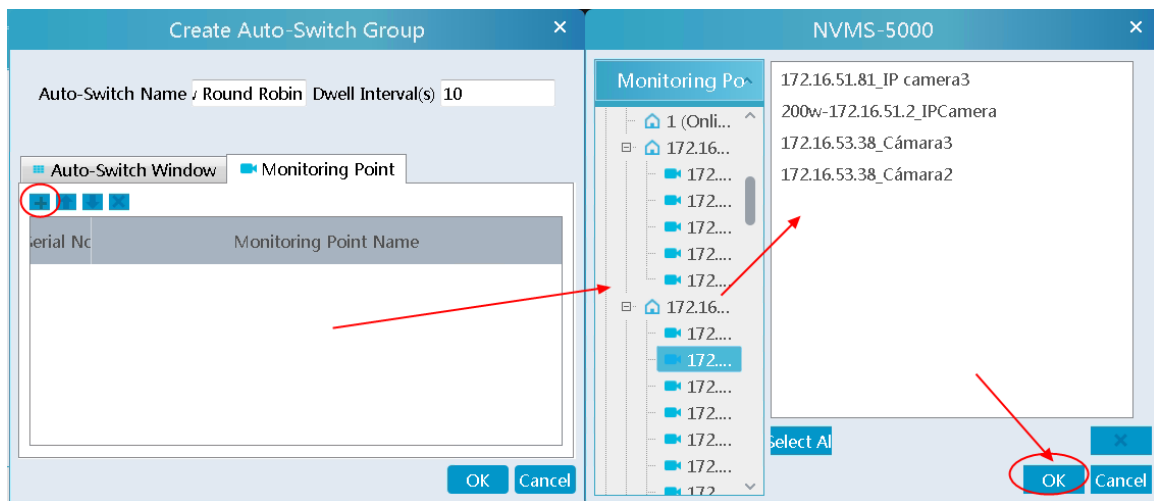 Create Auto-Switch Group
Auto-Switch Name Round Robin Dwell Interval(s) 10
Auto-Switch Window Monitoring Point
erial Nc Monitoring Point Name
OK Cancel
NVMS-5000
Monitoring Po
1 (Onli...
172.16...
172....
172....
172....
172....
172....
172.16...
172....
172....
172....
172....
172....
172....
172
172.16.51.81_IP camera3
200w-172.16.51.2_IPCamera
172.16.53.38_Cámara3
172.16.53.38_Cámara2
Select Al
OK Cancel